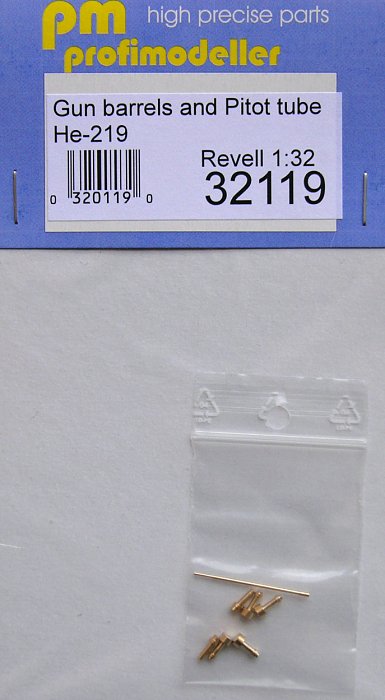 pm high precise parts
profimodeller
Gun barrels and Pitot tube
He-219
Revell 1:32
32119
0 320119 0